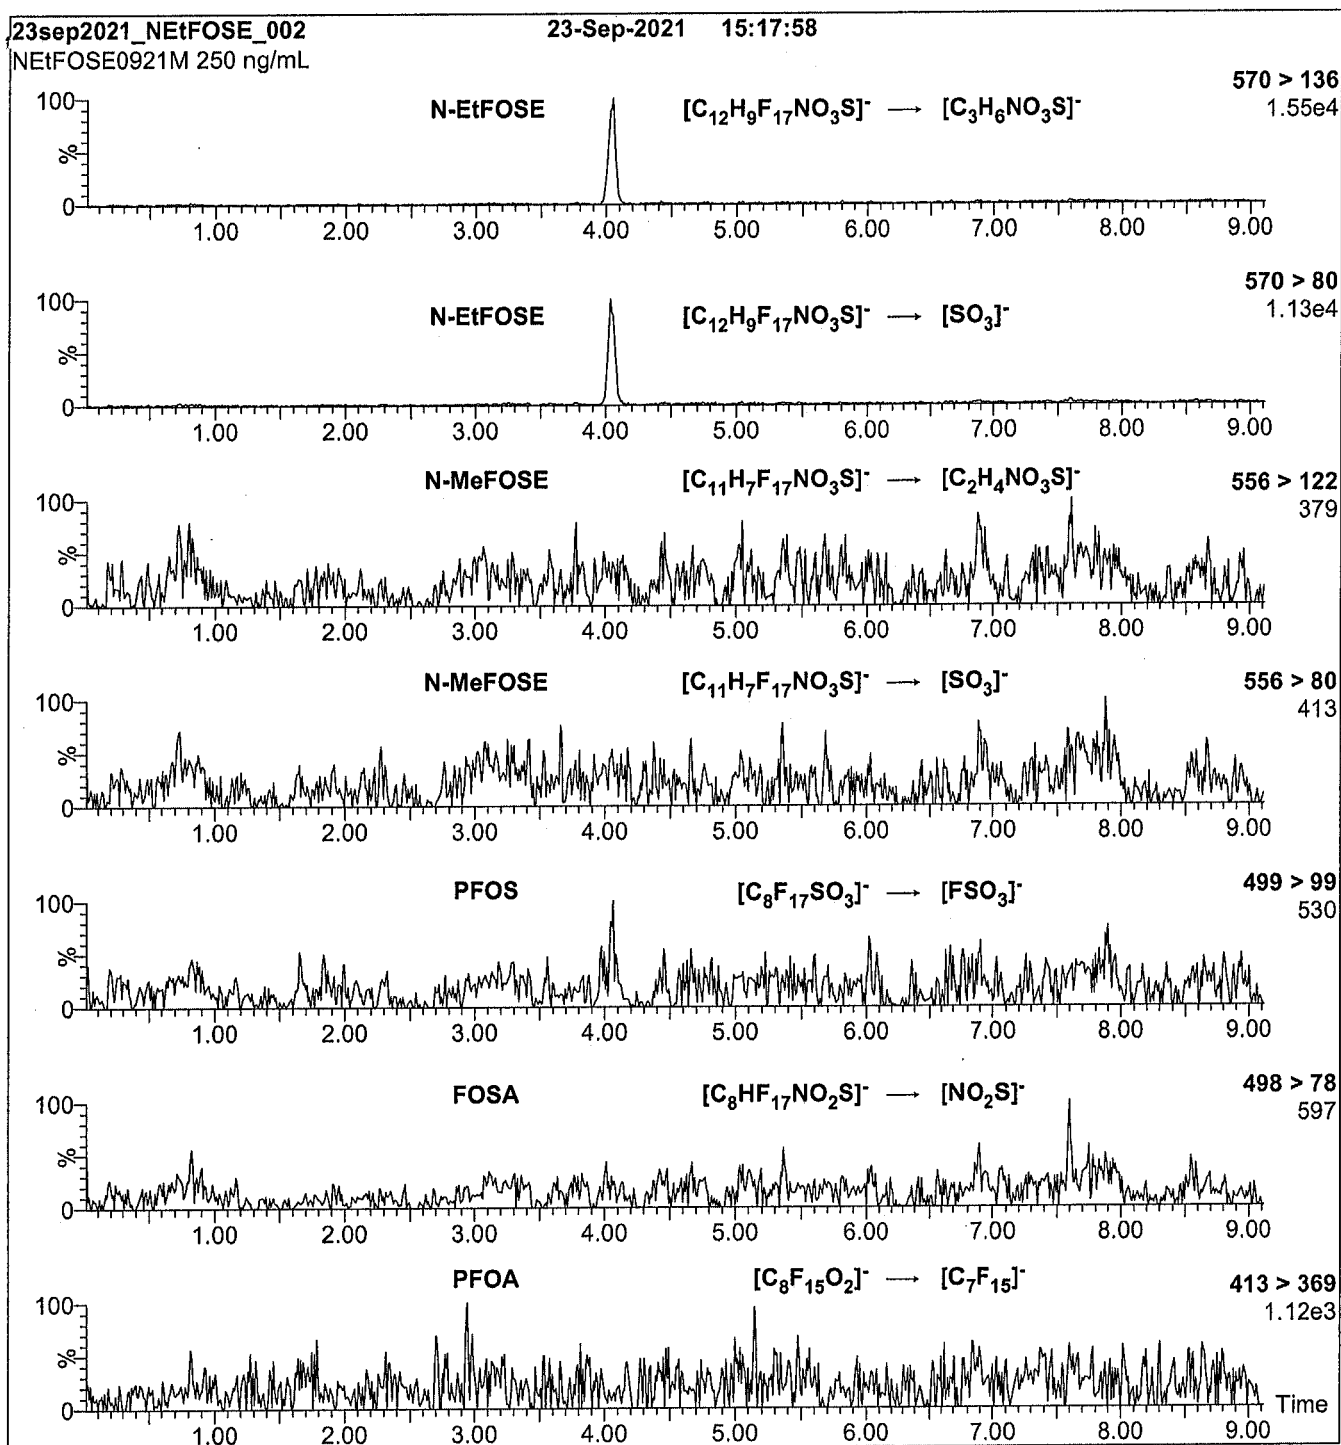 23sep2021_NEtFOSE_002 23-Sep-2021 15:17:58
NEtFOSE0921M 250 ng/mL
570 > 136
100 N-EtFOSE [C₁₂H₉F₁₇NO₃S]⁻ → [C₃H₆NO₃S]⁻ 1.55e4
%
0
1.00 2.00 3.00 4.00 5.00 6.00 7.00 8.00 9.00
570 > 80
100 N-EtFOSE [C₁₂H₉F₁₇NO₃S]⁻ → [SO₃]⁻ 1.13e4
%
0
1.00 2.00 3.00 4.00 5.00 6.00 7.00 8.00 9.00
N-MeFOSE [C₁₁H₇F₁₇NO₃S]⁻ → [C₂H₄NO₃S]⁻ 556 > 122
100 379
%
0
1.00 2.00 3.00 4.00 5.00 6.00 7.00 8.00 9.00
N-MeFOSE [C₁₁H₇F₁₇NO₃S]⁻ → [SO₃]⁻ 556 > 80
100 413
%
0
1.00 2.00 3.00 4.00 5.00 6.00 7.00 8.00 9.00
PFOS [C₈F₁₇SO₃]⁻ → [FSO₃]⁻ 499 > 99
100 530
%
0
1.00 2.00 3.00 4.00 5.00 6.00 7.00 8.00 9.00
FOSA [C₈HF₁₇NO₂S]⁻ → [NO₂S]⁻ 498 > 78
100 597
%
0
1.00 2.00 3.00 4.00 5.00 6.00 7.00 8.00 9.00
PFOA [C₈F₁₅O₂]⁻ → [C₇F₁₅]⁻ 413 > 369
100 1.12e3
%
0 Time
1.00 2.00 3.00 4.00 5.00 6.00 7.00 8.00 9.00